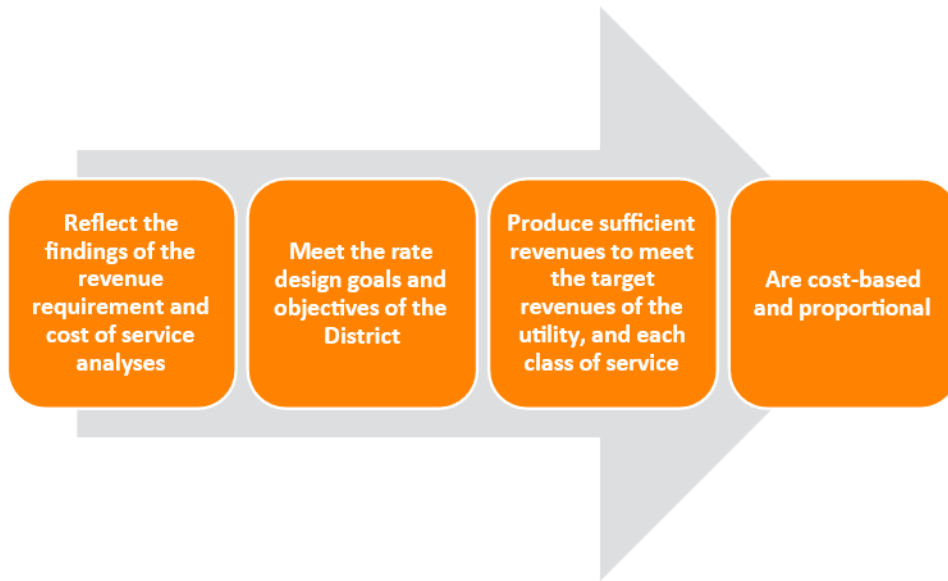 Reflect the
findings of the
revenue
requirement and
cost of service
analyses
Meet the rate
design goals and
objectives of the
District
Produce sufficient
revenues to meet
the target
revenues of the
utility, and each
class of service
Are cost-based
and proportional